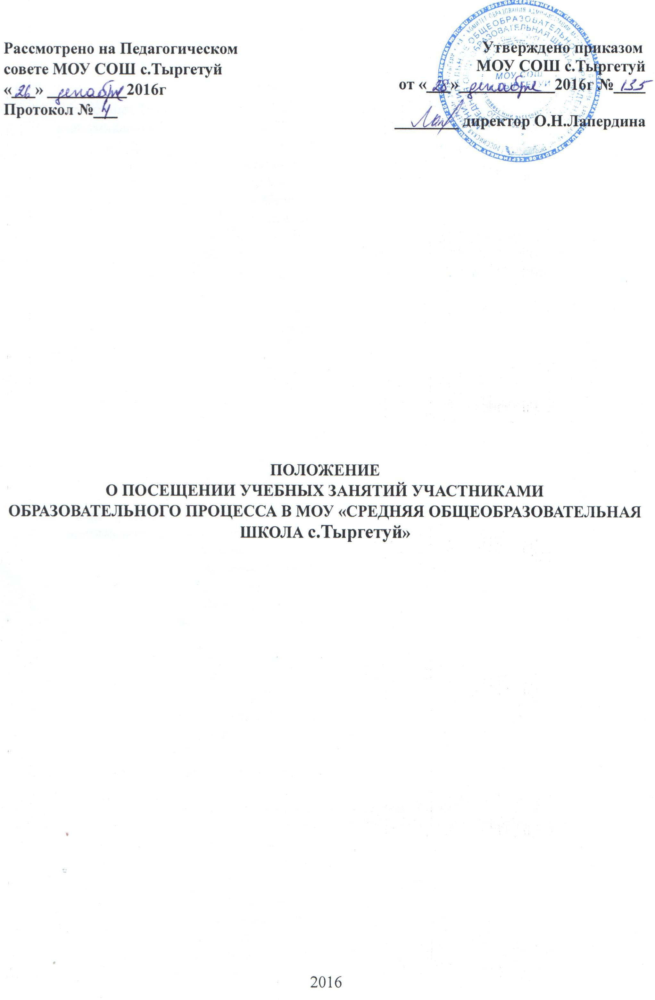 Рассмотрено на Педагогическом
совете МОУ СОШ с.Тыргетуй
«26» декабря 2016г
Протокол № 4
Утверждено приказом
МОУ СОШ с.Тыргетуй
от «28» декабря 2016г № 135
директор О.Н.Лапердина
МОУ СОШ
ПОЛОЖЕНИЕ
О ПОСЕЩЕНИИ УЧЕБНЫХ ЗАНЯТИЙ УЧАСТНИКАМИ
ОБРАЗОВАТЕЛЬНОГО ПРОЦЕССА В МОУ «СРЕДНЯЯ ОБЩЕОБРАЗОВАТЕЛЬНАЯ
ШКОЛА с.Тыргетуй»
2016